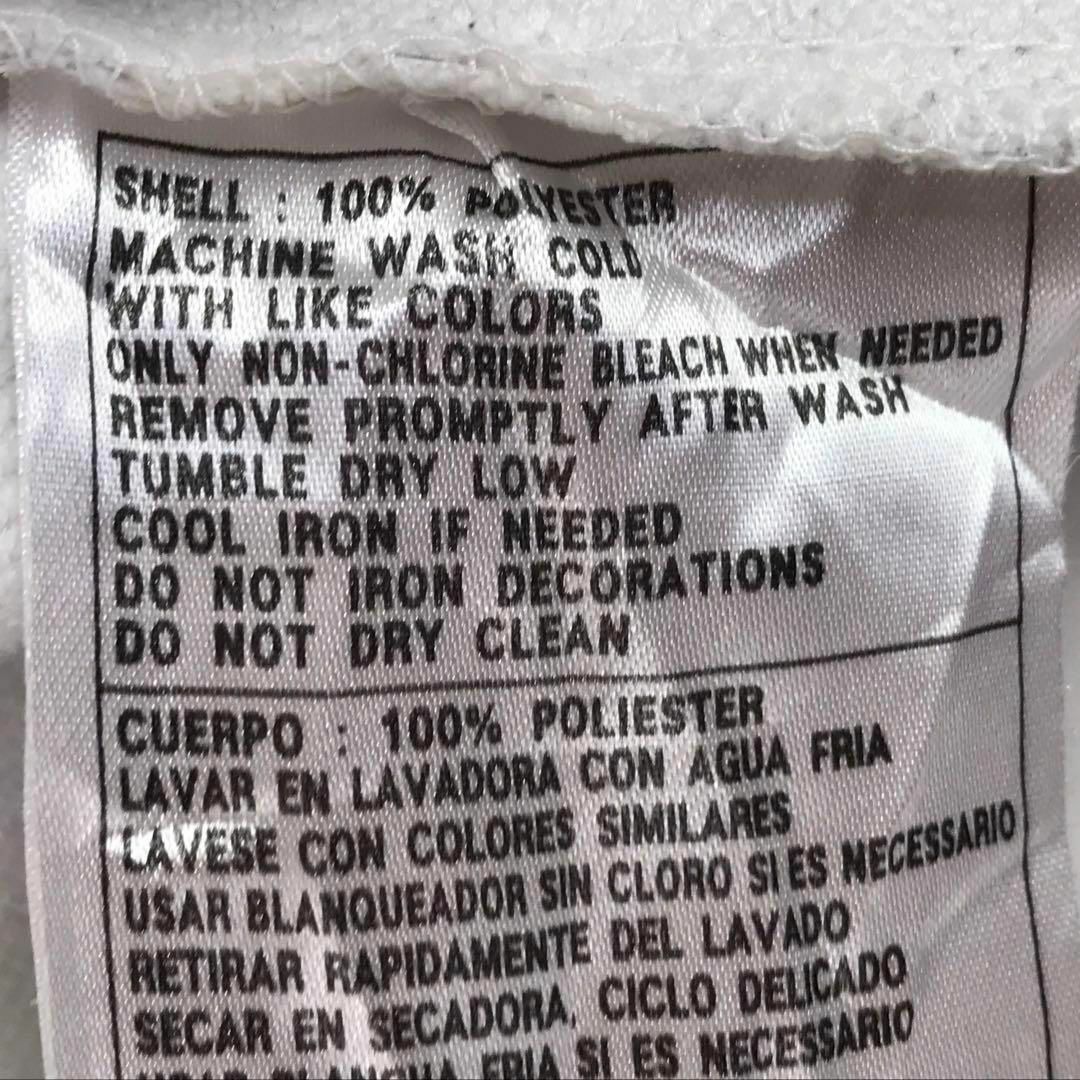 SHELL : 100% POLYESTER
MACHINE WASH COLD
WITH LIKE COLORS
ONLY NON-CHLORINE BLEACH WHEN NEEDED
REMOVE PROMPTLY AFTER WASH
TUMBLE DRY LOW
COOL IRON IF NEEDED
DO NOT IRON DECORATIONS
DO NOT DRY CLEAN
CUERPO : 100% POLIESTER
LAVAR EN LAVADORA CON AGUA FRIA
LAVESE CON COLORES SIMILARES
USAR BLANQUEADOR SIN CLORO SI ES NECESSARIO
RETIRAR RAPIDAMENTE DEL LAVADO
SECAR EN SECADORA, CICLO DELICADO
FRIA SI ES NECESSARIO